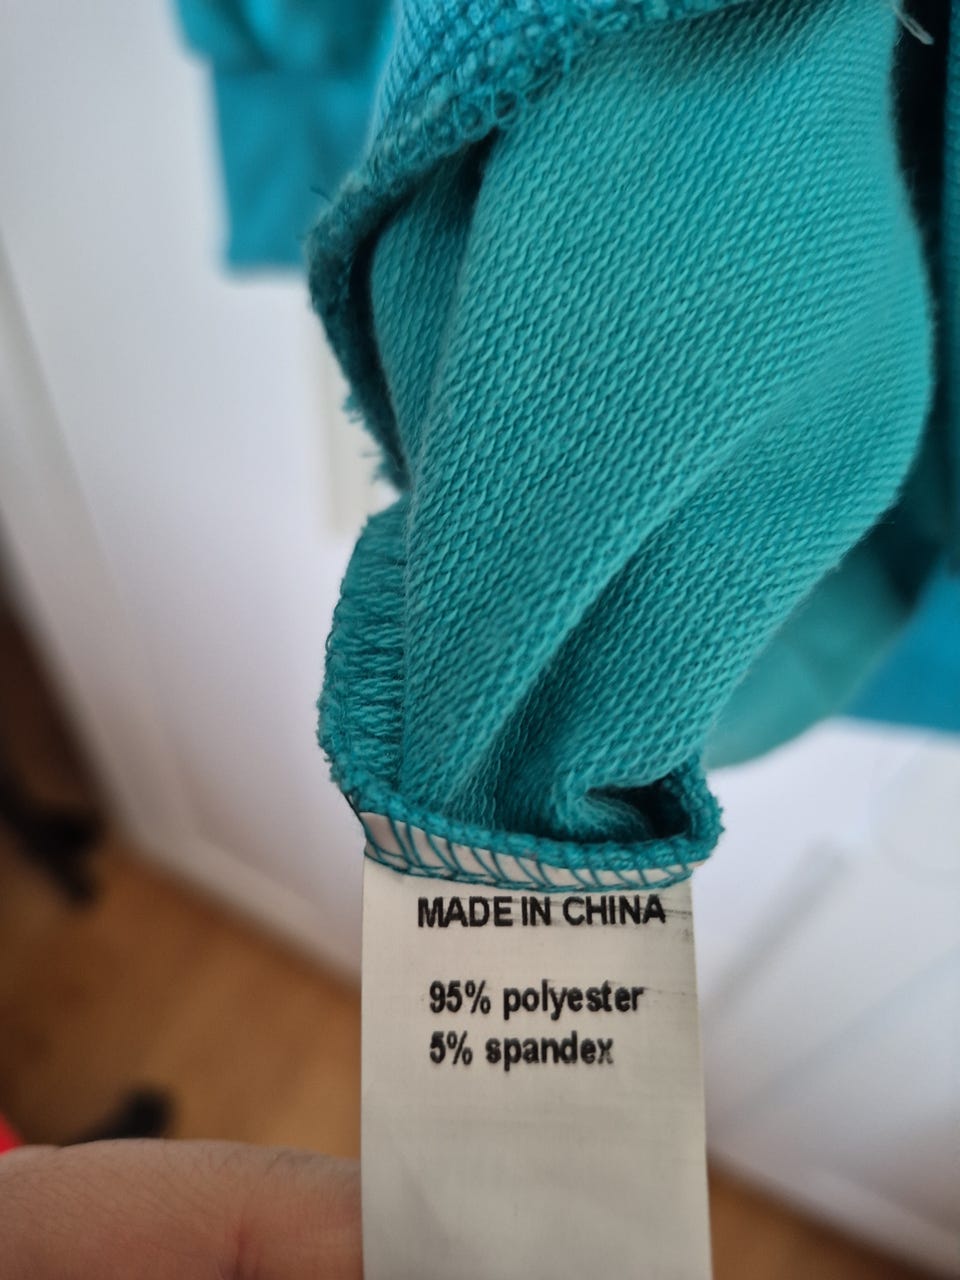 MADE IN CHINA
95% polyester
5% spandex